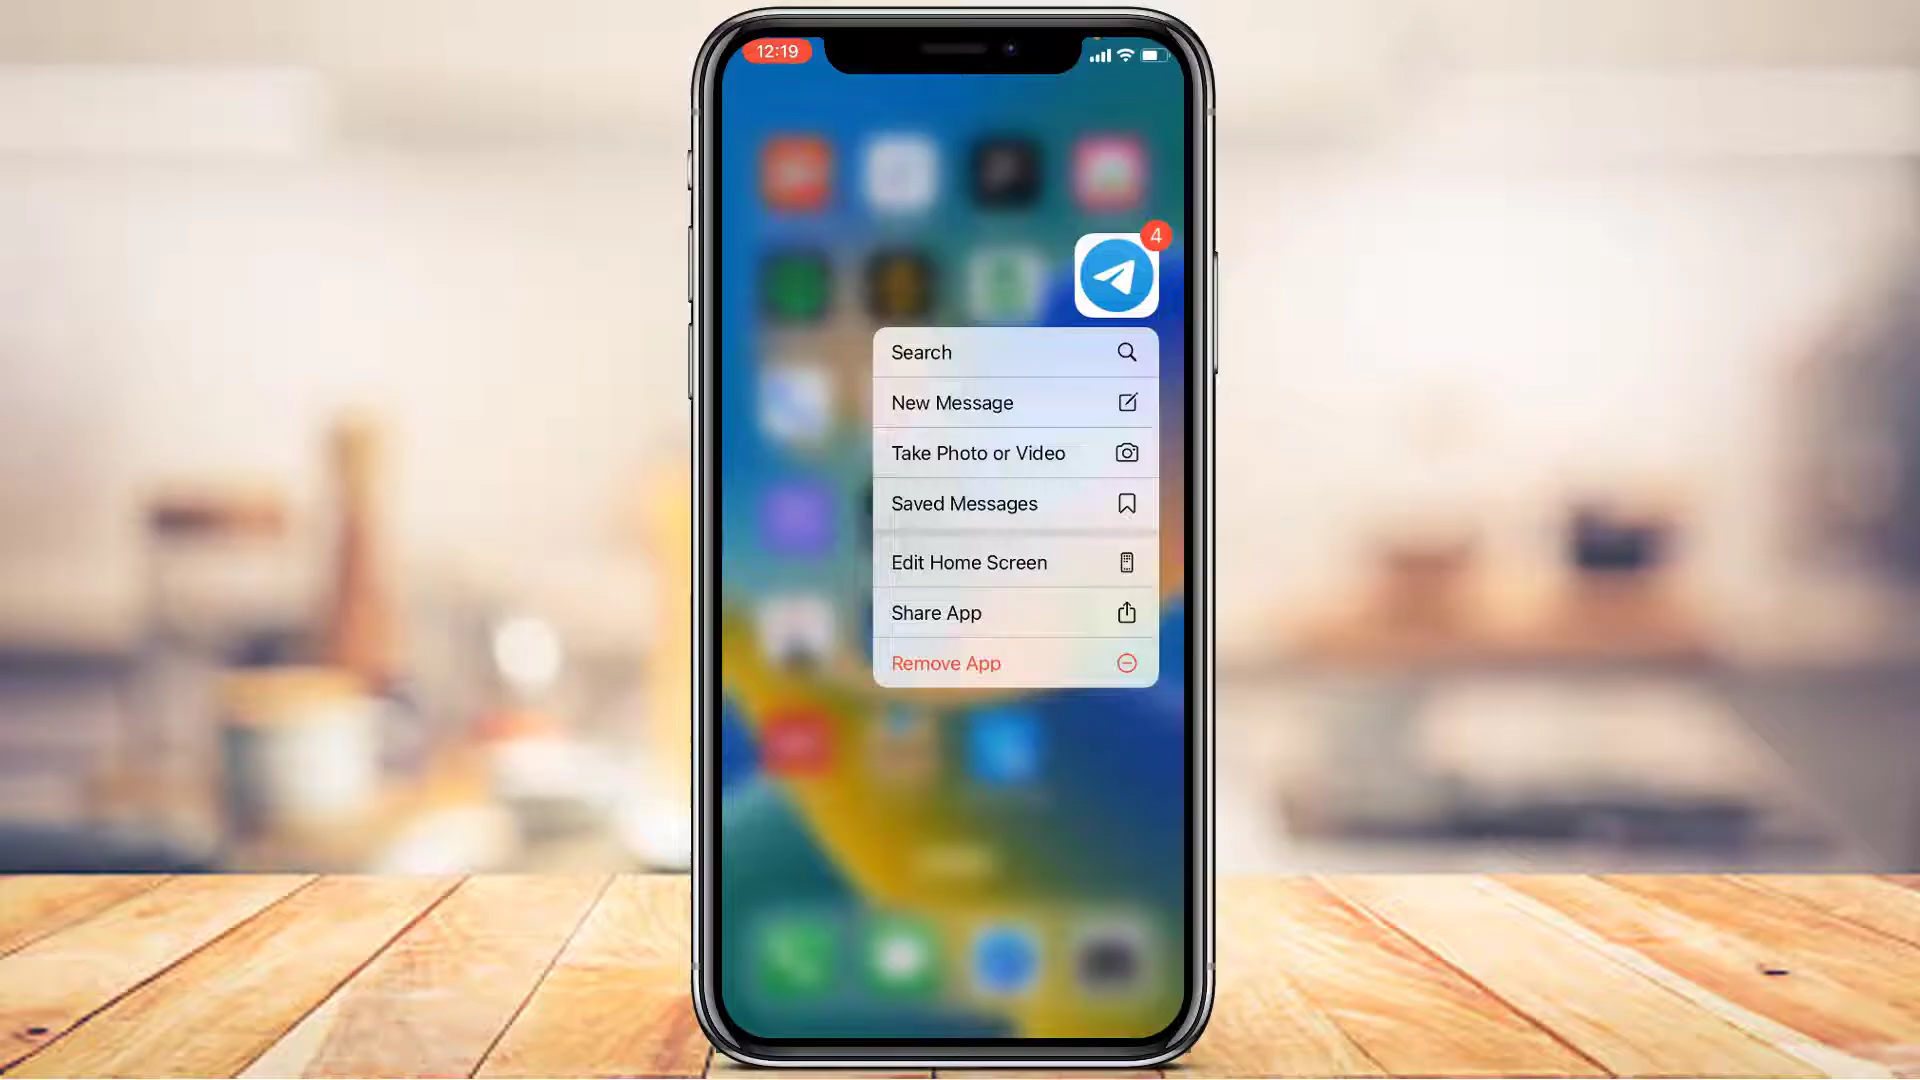 12:19
4
Search
New Message
Take Photo or Video
Saved Messages
Edit Home Screen
Share App
Remove App